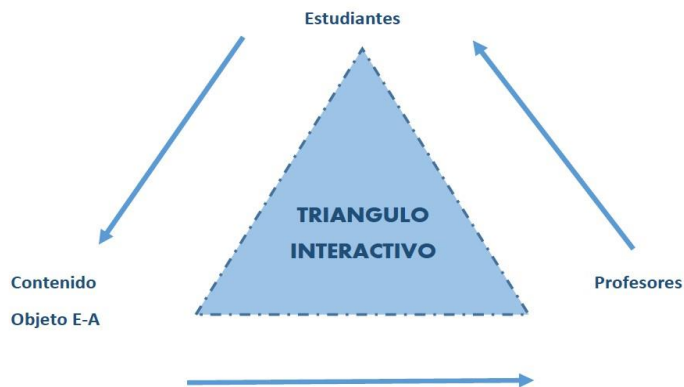 Estudiantes
TRIANGULO
INTERACTIVO
Contenido
Objeto E-A
Profesores